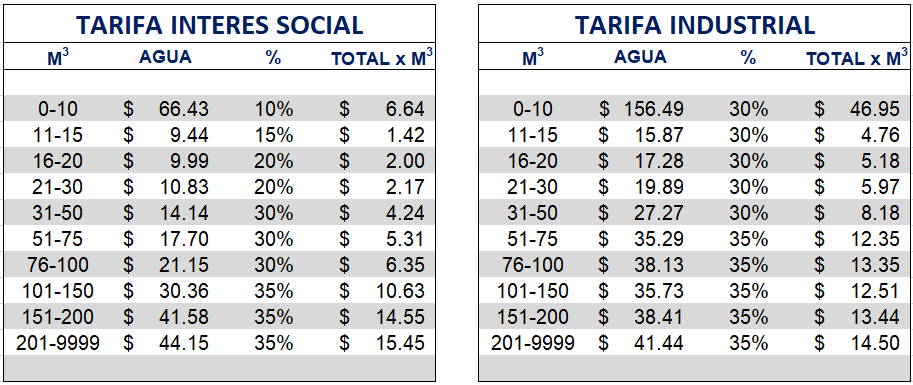 TARIFA INTERES SOCIAL
M³ AGUA % TOTAL x M³
0-10 $ 66.43 10% $ 6.64
11-15 $ 9.44 15% $ 1.42
16-20 $ 9.99 20% $ 2.00
21-30 $ 10.83 20% $ 2.17
31-50 $ 14.14 30% $ 4.24
51-75 $ 17.70 30% $ 5.31
76-100 $ 21.15 30% $ 6.35
101-150 $ 30.36 35% $ 10.63
151-200 $ 41.58 35% $ 14.55
201-9999 $ 44.15 35% $ 15.45
TARIFA INDUSTRIAL
M³ AGUA % TOTAL x M³
0-10 $ 156.49 30% $ 46.95
11-15 $ 15.87 30% $ 4.76
16-20 $ 17.28 30% $ 5.18
21-30 $ 19.89 30% $ 5.97
31-50 $ 27.27 30% $ 8.18
51-75 $ 35.29 35% $ 12.35
76-100 $ 38.13 35% $ 13.35
101-150 $ 35.73 35% $ 12.51
151-200 $ 38.41 35% $ 13.44
201-9999 $ 41.44 35% $ 14.50